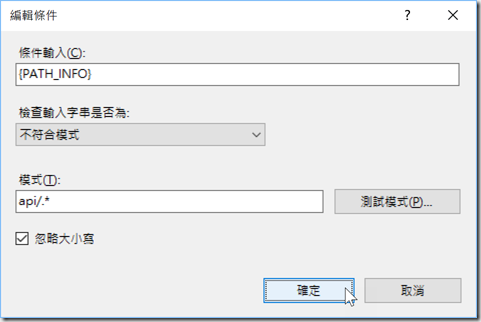 編輯條件
條件輸入(C):
{PATH_INFO}
檢查輸入字串是否為:
不符合模式
模式(T):
api/.*
測試模式(P)...
忽略大小寫
確定
取消